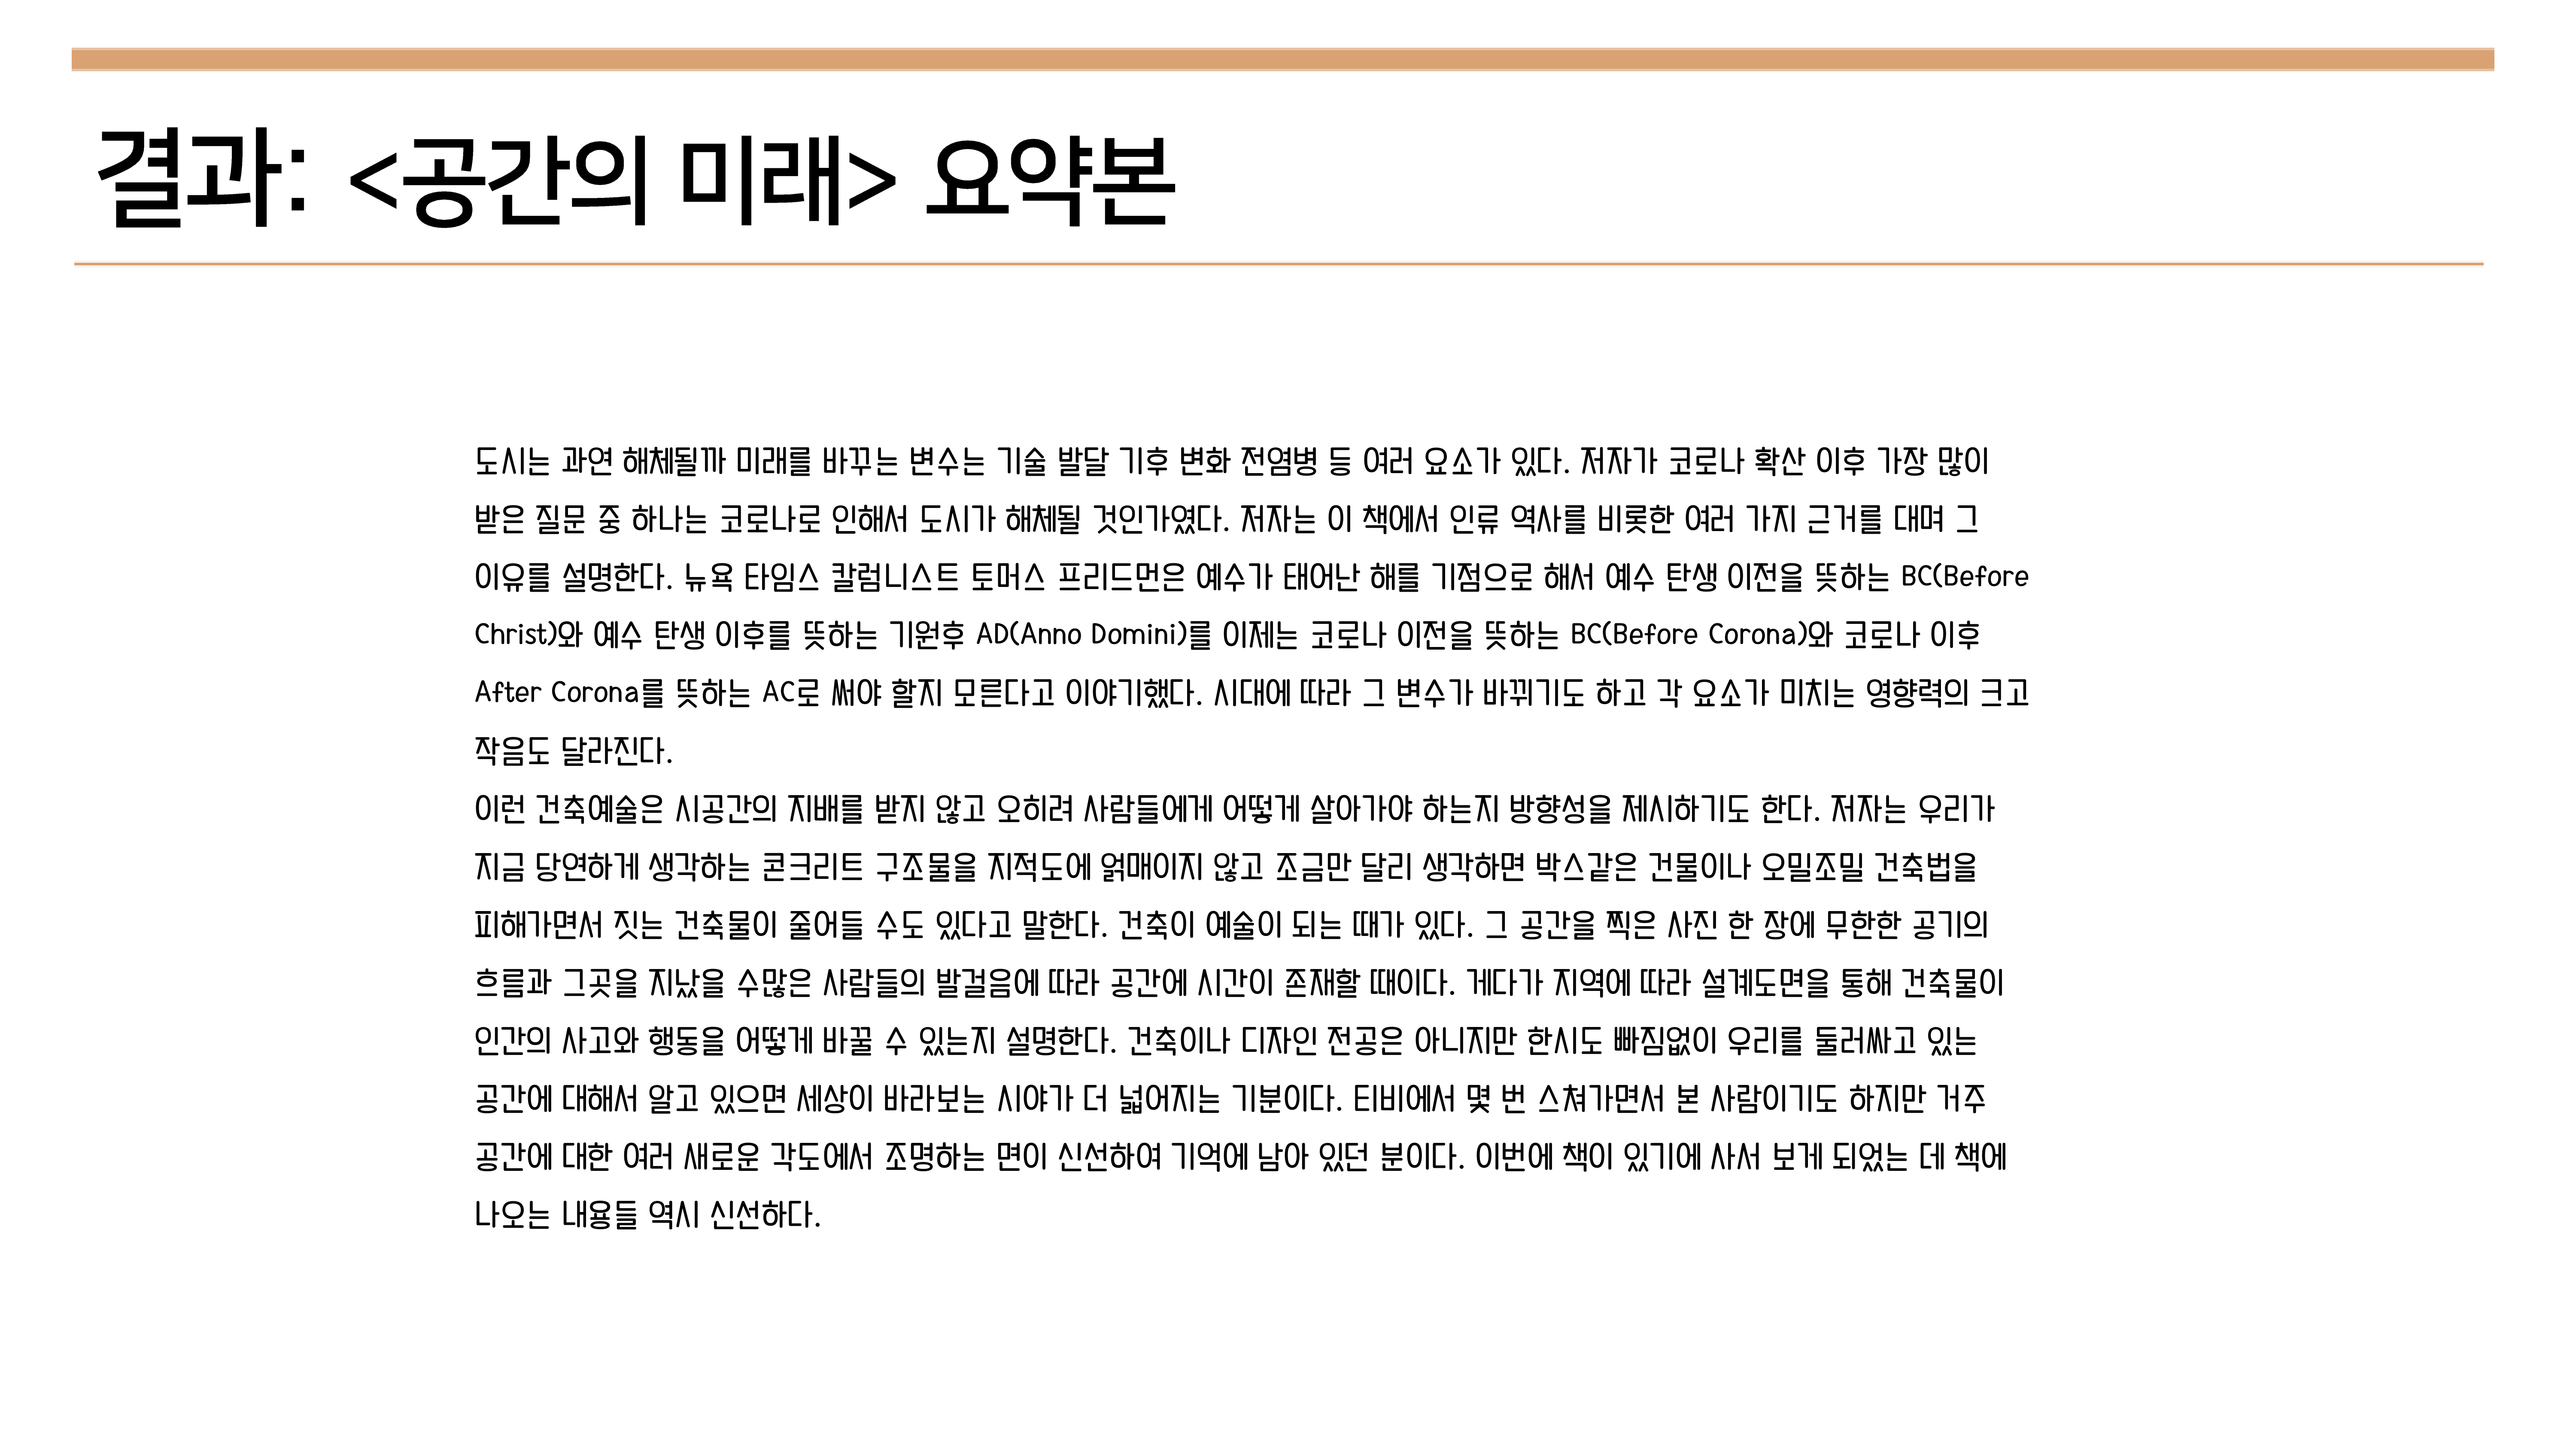 결과: <공간의 미래> 요약본
도시는 과연 해체될까 미래를 바꾸는 변수는 기술 발달 기후 변화 전염병 등 여러 요소가 있다. 저자가 코로나 확산 이후 가장 많이
받은 질문 중 하나는 코로나로 인해서 도시가 해체될 것인가였다. 저자는 이 책에서 인류 역사를 비롯한 여러 가지 근거를 대며 그
이유를 설명한다. 뉴욕 타임스 칼럼니스트 토머스 프리드먼은 예수가 태어난 해를 기점으로 해서 예수 탄생 이전을 뜻하는 BC(Before
Christ)와 예수 탄생 이후를 뜻하는 기원후 AD(Anno Domini)를 이제는 코로나 이전을 뜻하는 BC(Before Corona)와 코로나 이후
After Corona를 뜻하는 AC로 써야 할지 모른다고 이야기했다. 시대에 따라 그 변수가 바뀌기도 하고 각 요소가 미치는 영향력의 크고
작음도 달라진다.
이런 건축예술은 시공간의 지배를 받지 않고 오히려 사람들에게 어떻게 살아가야 하는지 방향성을 제시하기도 한다. 저자는 우리가
지금 당연하게 생각하는 콘크리트 구조물을 지적도에 얽매이지 않고 조금만 달리 생각하면 박스같은 건물이나 오밀조밀 건축법을
피해가면서 짓는 건축물이 줄어들 수도 있다고 말한다. 건축이 예술이 되는 때가 있다. 그 공간을 찍은 사진 한 장에 무한한 공기의
흐름과 그곳을 지났을 수많은 사람들의 발걸음에 따라 공간에 시간이 존재할 때이다. 게다가 지역에 따라 설계도면을 통해 건축물이
인간의 사고와 행동을 어떻게 바꿀 수 있는지 설명한다. 건축이나 디자인 전공은 아니지만 한시도 빠짐없이 우리를 둘러싸고 있는
공간에 대해서 알고 있으면 세상이 바라보는 시야가 더 넓어지는 기분이다. 티비에서 몇 번 스쳐가면서 본 사람이기도 하지만 거주
공간에 대한 여러 새로운 각도에서 조명하는 면이 신선하여 기억에 남아 있던 분이다. 이번에 책이 있기에 사서 보게 되었는 데 책에
나오는 내용들 역시 신선하다.